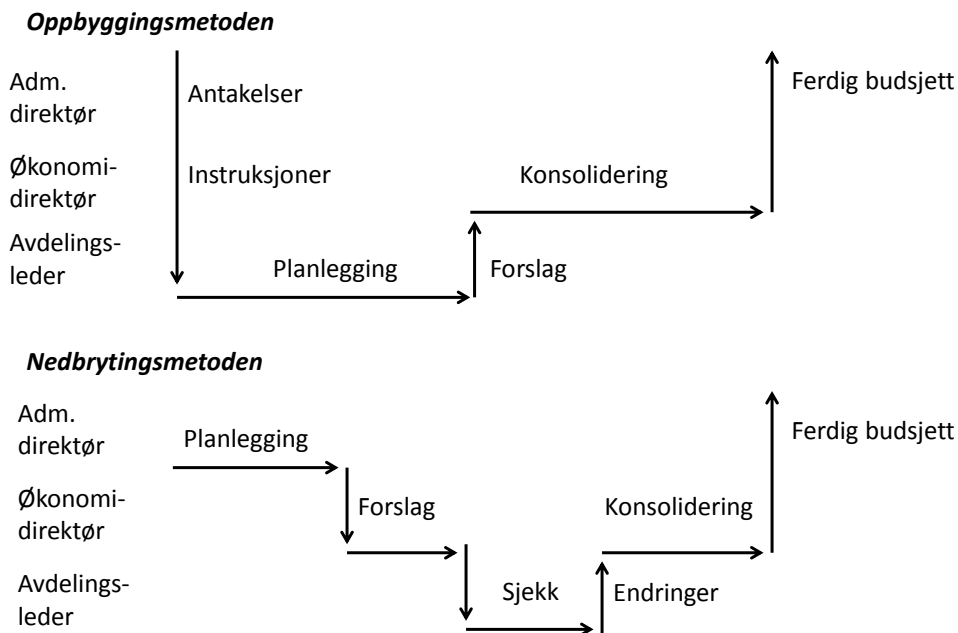 Oppbyggingsmetoden
Adm.
direktør
Antakelser
Ferdig budsjett
Økonomi-
direktør
Instruksjoner
Konsolidering
Avdelings-
leder
Planlegging
Forslag
Nedbrytingsmetoden
Adm.
direktør
Planlegging
Ferdig budsjett
Økonomi-
direktør
Forslag
Konsolidering
Avdelings-
leder
Sjekk
Endringer